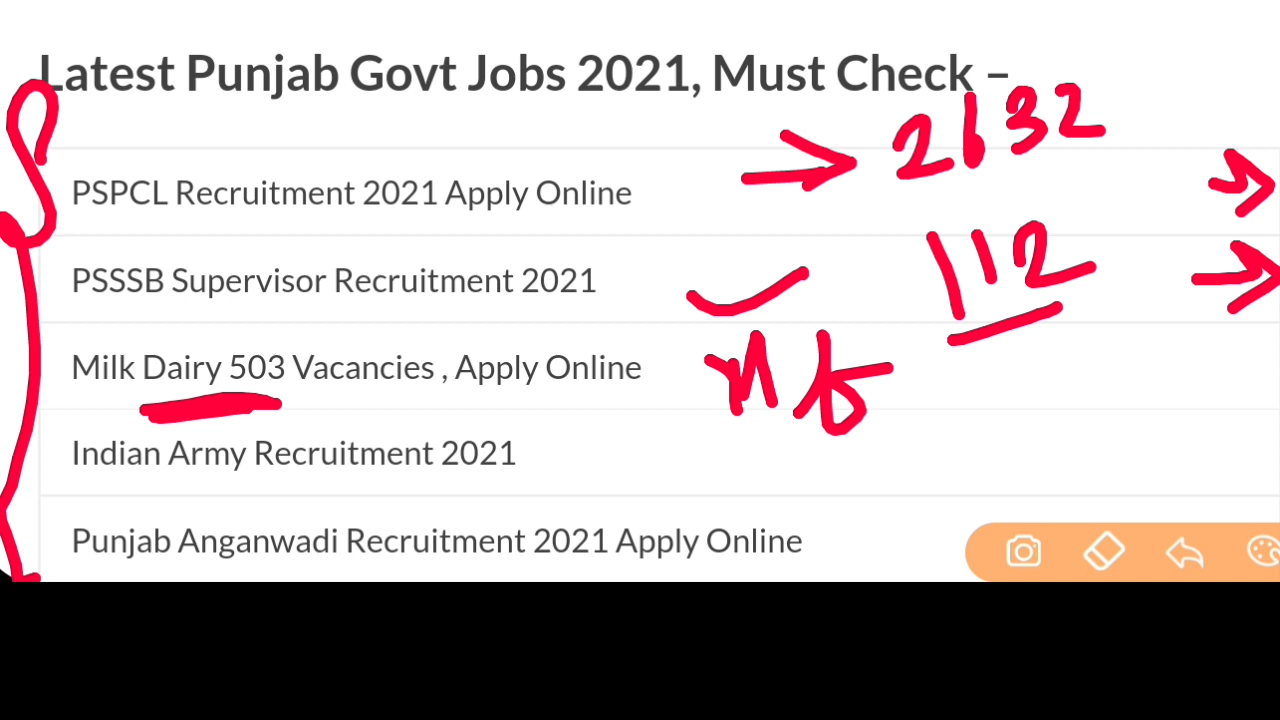 Latest Punjab Govt Jobs 2021, Must Check –
PSPCL Recruitment 2021 Apply Online
2632
PSSSB Supervisor Recruitment 2021
112
Milk Dairy 503 Vacancies , Apply Online
Indian Army Recruitment 2021
Punjab Anganwadi Recruitment 2021 Apply Online